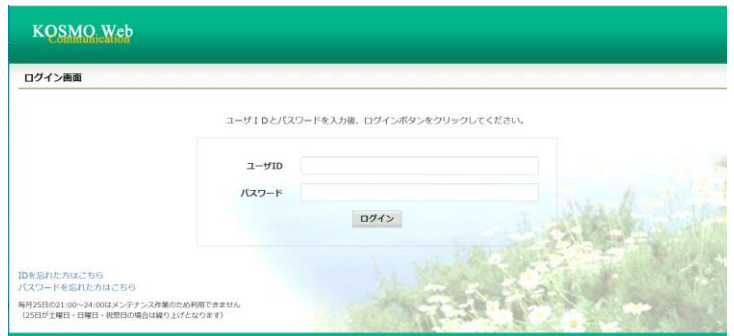 KOSMO Web
Communication
ログイン画面
ユーザIDとパスワードを入力後、ログインボタンをクリックしてください。
ユーザID
パスワード
ログイン
IDを忘れた方はこちら
パスワードを忘れた方はこちら
毎月25日の21:00～24:00はメンテナンス作業のため利用できません
（25日が土曜日・日曜日・祝祭日の場合は繰り上げとなります）